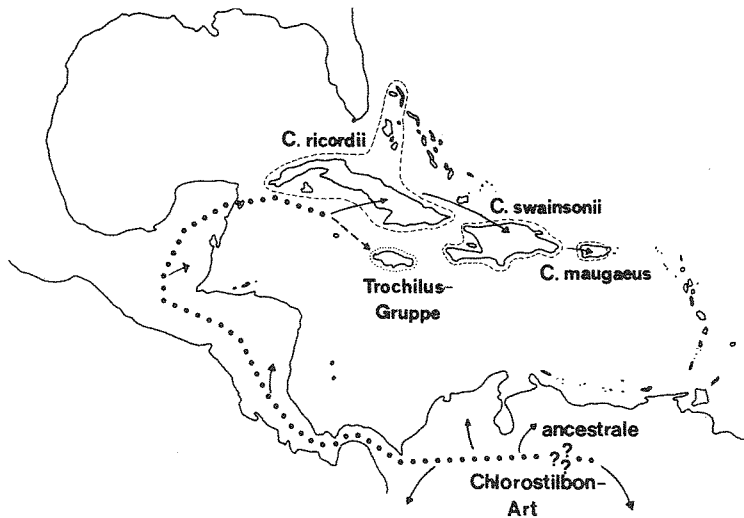 C. ricordii
C. swainsonii
C. maugaeus
Trochilus-
Gruppe
ancestrale
???
Chlorostilbon-
Art